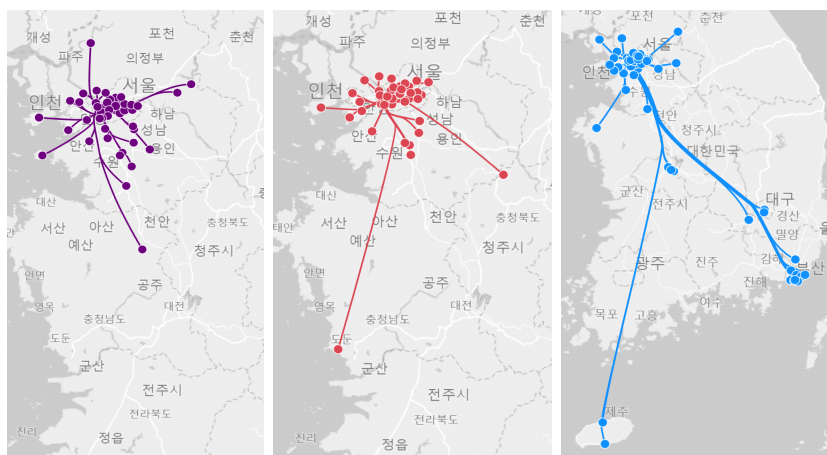 개성
포천
춘천
파주
의정부
서울
인천
하남
성남
안산
용인
수원
대산
서산
아산
천안
충청북도
예산
청주시
안면
공주
영목
대전
충청남도
도둔
군산
전주시
전라북도
진리
정읍
개성
포천
춘천
파주
의정부
서울
인천
하남
성남
안산
용인
수원
대산
태안
서산
아산
천안
충청북도
예산
청주시
안면
공주
영목
대전
충청남도
도둔
군산
전주시
전라북도
진리
정읍
포천
춘천
서울
인천
성남
천안
청주시
대한민국
군산
전주시
대구
경산
밀양
광주
진주
김해
부산
진해
여수
목포
고흥
제주